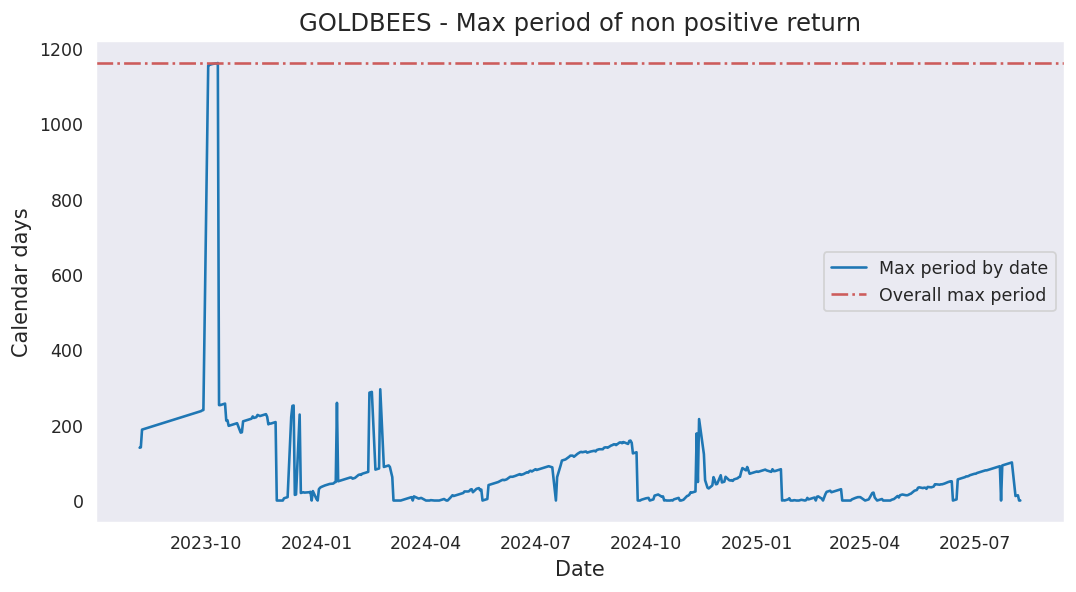 GOLDBEES - Max period of non positive return
1200
1000
800
600
400
200
0
Calendar days
Max period by date
Overall max period
2023-10 2024-01 2024-04 2024-07 2024-10 2025-01 2025-04 2025-07
Date